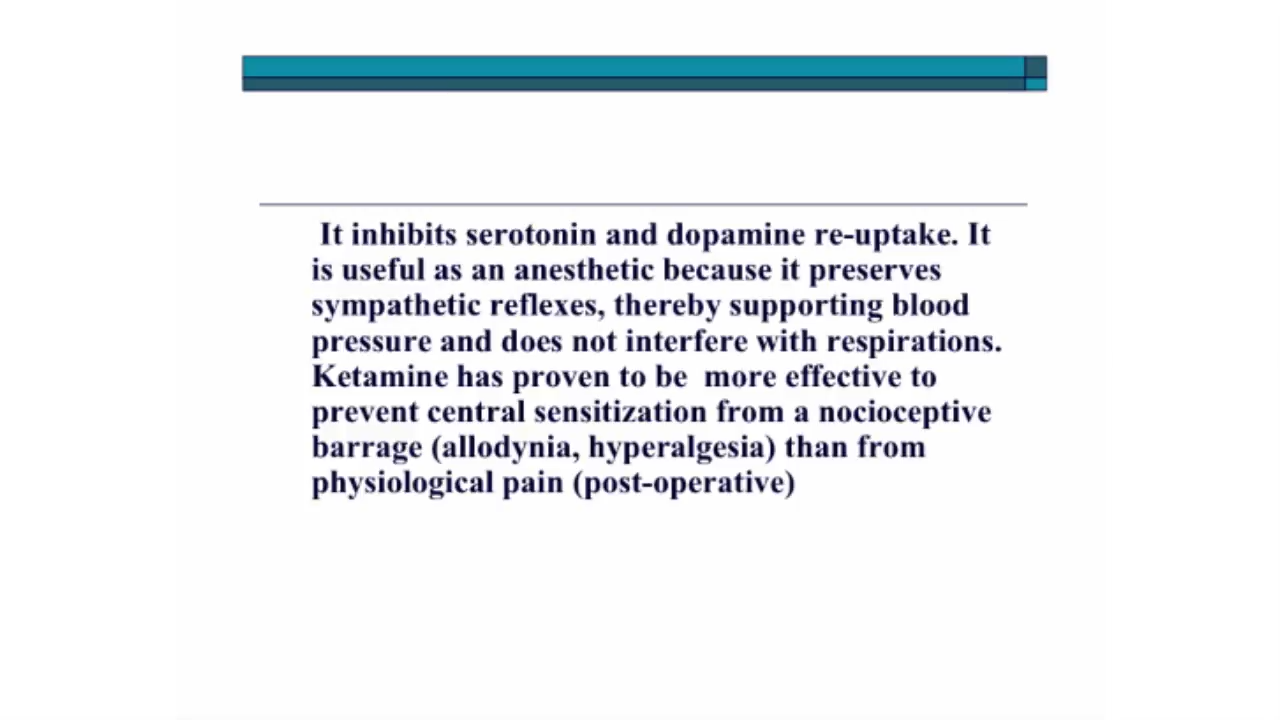 It inhibits serotonin and dopamine re-uptake. It
is useful as an anesthetic because it preserves
sympathetic reflexes, thereby supporting blood
pressure and does not interfere with respirations.
Ketamine has proven to be  more effective to
prevent central sensitization from a nocioceptive
barrage (allodynia, hyperalgesia) than from
physiological pain (post-operative)